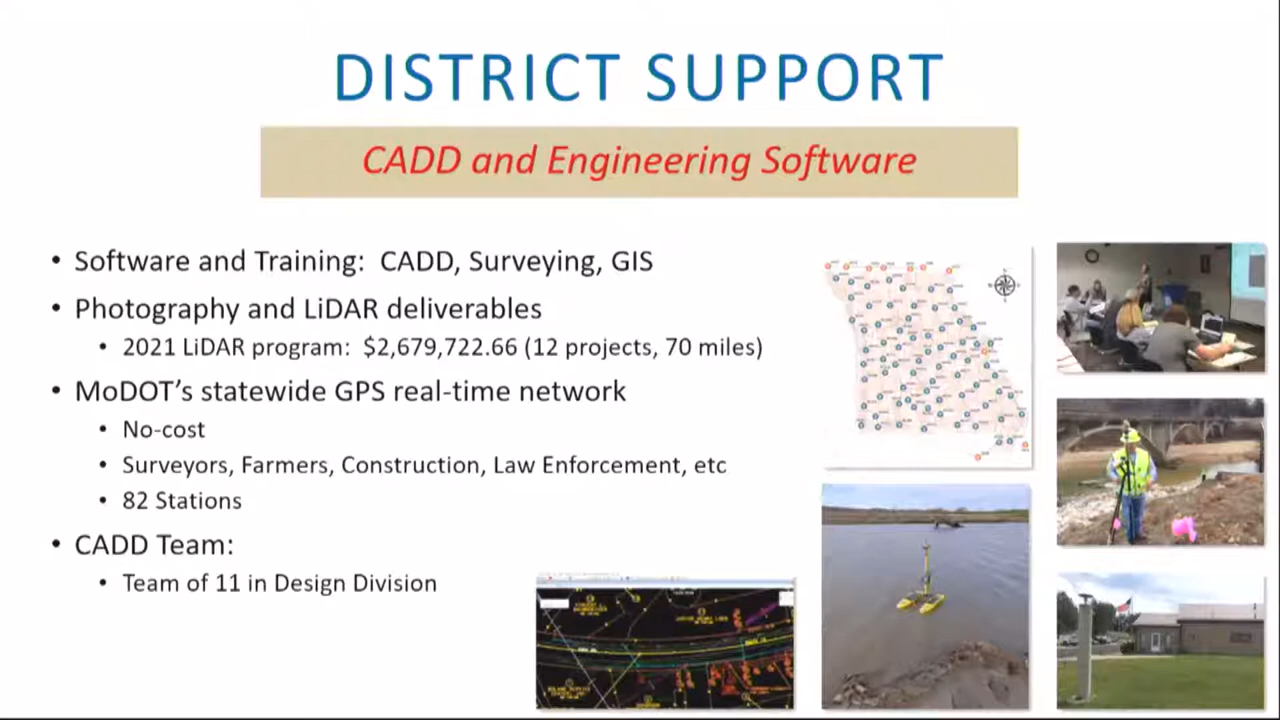 DISTRICT SUPPORT
CADD and Engineering Software
• Software and Training: CADD, Surveying, GIS
• Photography and LiDAR deliverables
• 2021 LiDAR program: $2,679,722.66 (12 projects, 70 miles)
• MoDOT’s statewide GPS real-time network
• No-cost
• Surveyors, Farmers, Construction, Law Enforcement, etc
• 82 Stations
• CADD Team:
• Team of 11 in Design Division